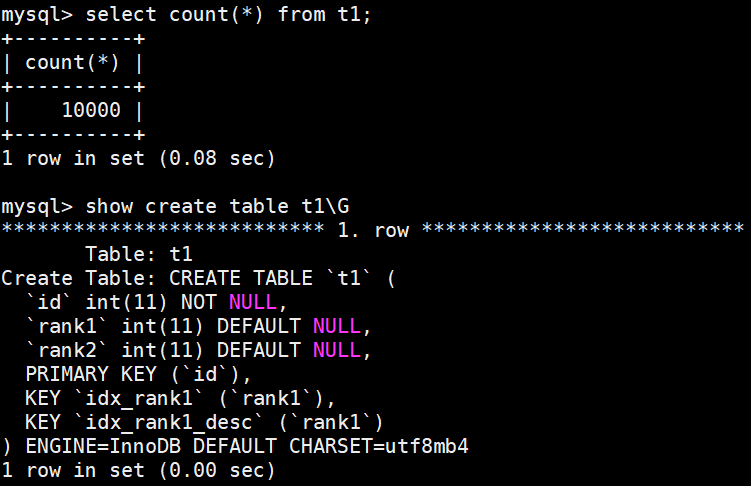 mysql> select count(*) from t1;
+----------+
| count(*) |
+----------+
|    10000 |
+----------+
1 row in set (0.08 sec)

mysql> show create table t1\G
*************************** 1. row ***************************
       Table: t1
Create Table: CREATE TABLE `t1` (
  `id` int(11) NOT NULL,
  `rank1` int(11) DEFAULT NULL,
  `rank2` int(11) DEFAULT NULL,
  PRIMARY KEY (`id`),
  KEY `idx_rank1` (`rank1`),
  KEY `idx_rank1_desc` (`rank1`)
) ENGINE=InnoDB DEFAULT CHARSET=utf8mb4
1 row in set (0.00 sec)